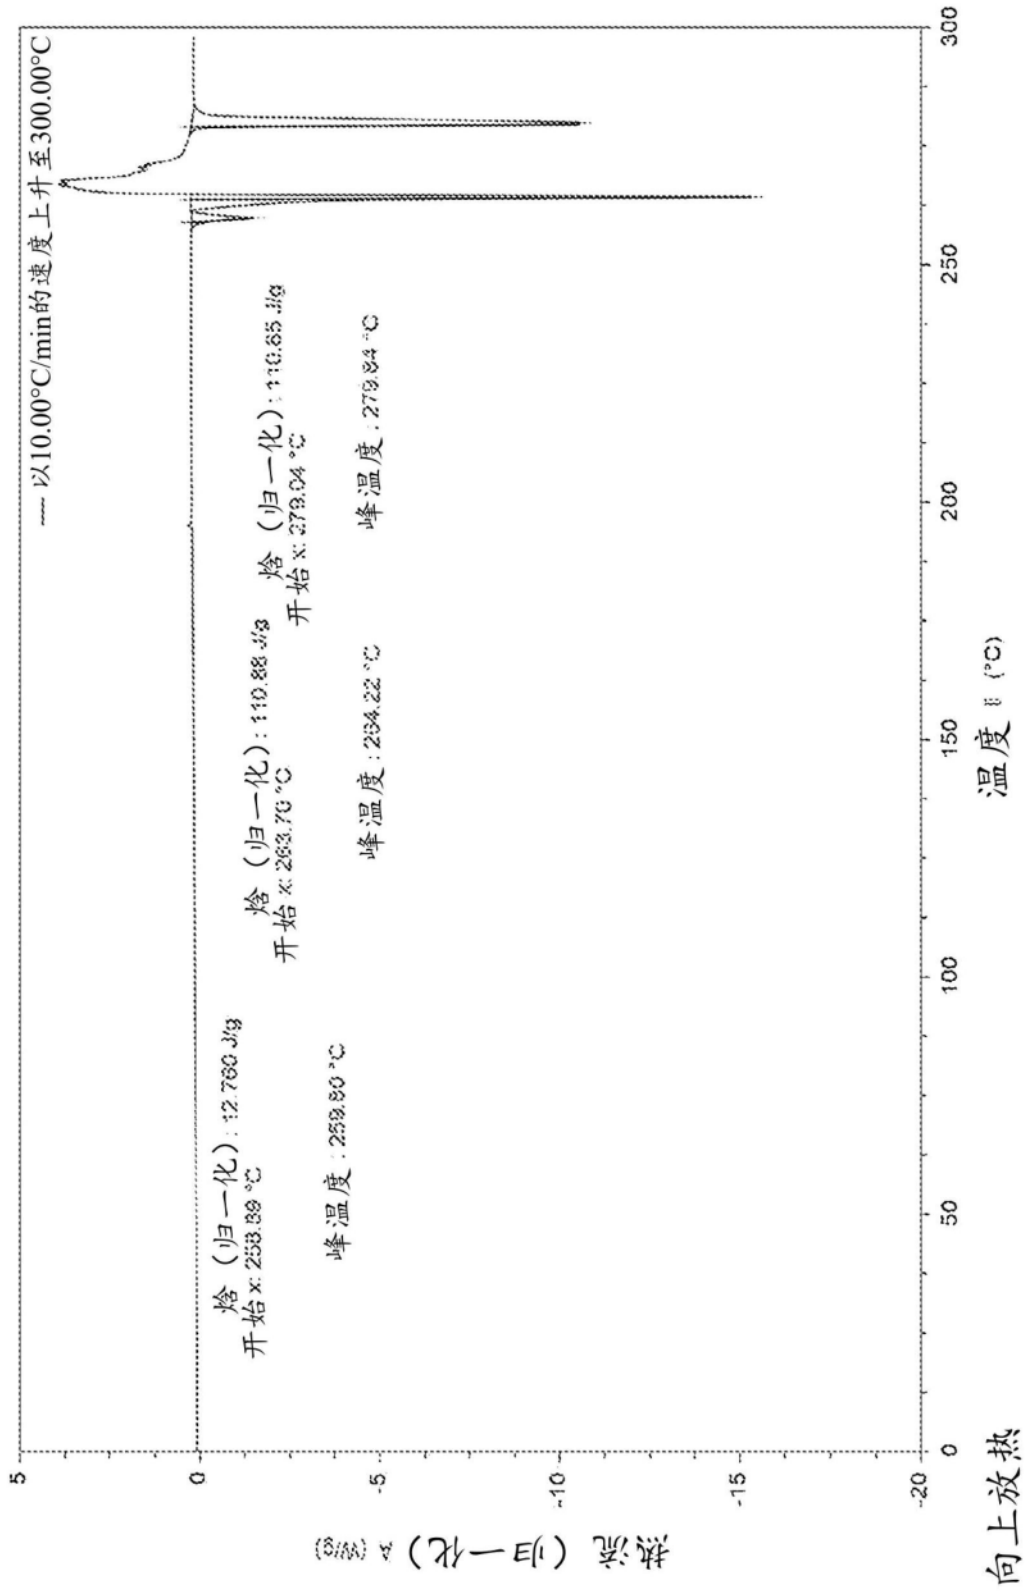 ---- 以10.00°C/min的速度上升至300.00°C
焓（归一化）: 12.760 J/g
开始 x: 258.89 °C
峰温度 : 259.80 °C
焓（归一化）: 110.88 J/g
开始 x: 263.70 °C
峰温度 : 264.22 °C
焓（归一化）: 110.65 J/g
开始 x: 279.04 °C
峰温度 : 279.84 °C
热流（归一化）A (W/g)
5
0
-5
-10
-15
-20
0
50
100
150
200
250
300
温度 (°C)
向上放热